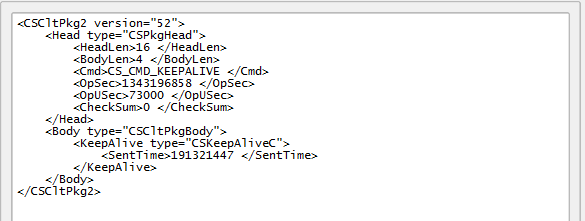 <CSCltPkg2 version="52">
    <Head type="CSPkgHead">
        <HeadLen>16 </HeadLen>
        <BodyLen>4 </BodyLen>
        <Cmd>CS_CMD_KEEPALIVE </Cmd>
        <OpSec>1343196858 </OpSec>
        <OpUSec>73000 </OpUSec>
        <CheckSum>0 </CheckSum>
    </Head>
    <Body type="CSCltPkgBody">
        <KeepAlive type="CSKeepAliveC">
            <SentTime>191321447 </SentTime>
        </KeepAlive>
    </Body>
</CSCltPkg2>